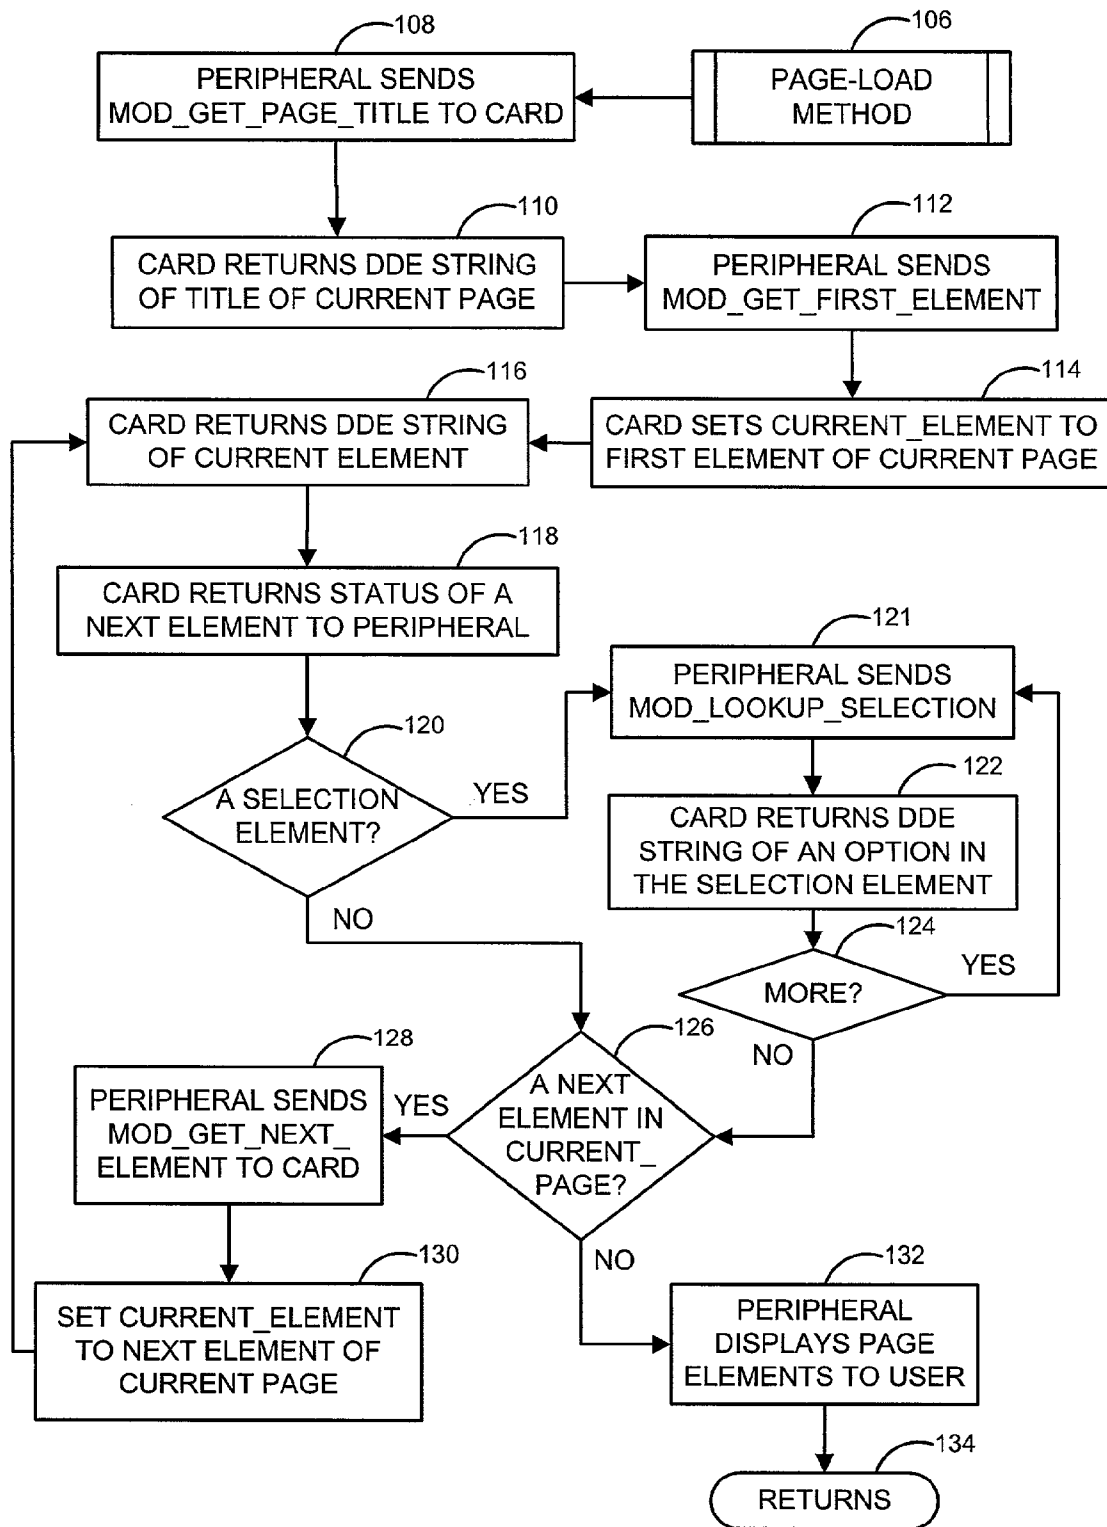 108
PERIPHERAL SENDS
MOD_GET_PAGE_TITLE TO CARD
106
PAGE-LOAD
METHOD
110
CARD RETURNS DDE STRING
OF TITLE OF CURRENT PAGE
112
PERIPHERAL SENDS
MOD_GET_FIRST_ELEMENT
116
CARD RETURNS DDE STRING
OF CURRENT ELEMENT
114
CARD SETS CURRENT_ELEMENT TO
FIRST ELEMENT OF CURRENT PAGE
118
CARD RETURNS STATUS OF A
NEXT ELEMENT TO PERIPHERAL
121
PERIPHERAL SENDS
MOD_LOOKUP_SELECTION
120
A SELECTION
ELEMENT?
YES
NO
122
CARD RETURNS DDE
STRING OF AN OPTION IN
THE SELECTION ELEMENT
124
MORE?
YES
NO
126
A NEXT
ELEMENT IN
CURRENT_
PAGE?
YES
NO
128
PERIPHERAL SENDS
MOD_GET_NEXT_
ELEMENT TO CARD
130
SET CURRENT_ELEMENT
TO NEXT ELEMENT OF
CURRENT PAGE
132
PERIPHERAL
DISPLAYS PAGE
ELEMENTS TO USER
134
RETURNS